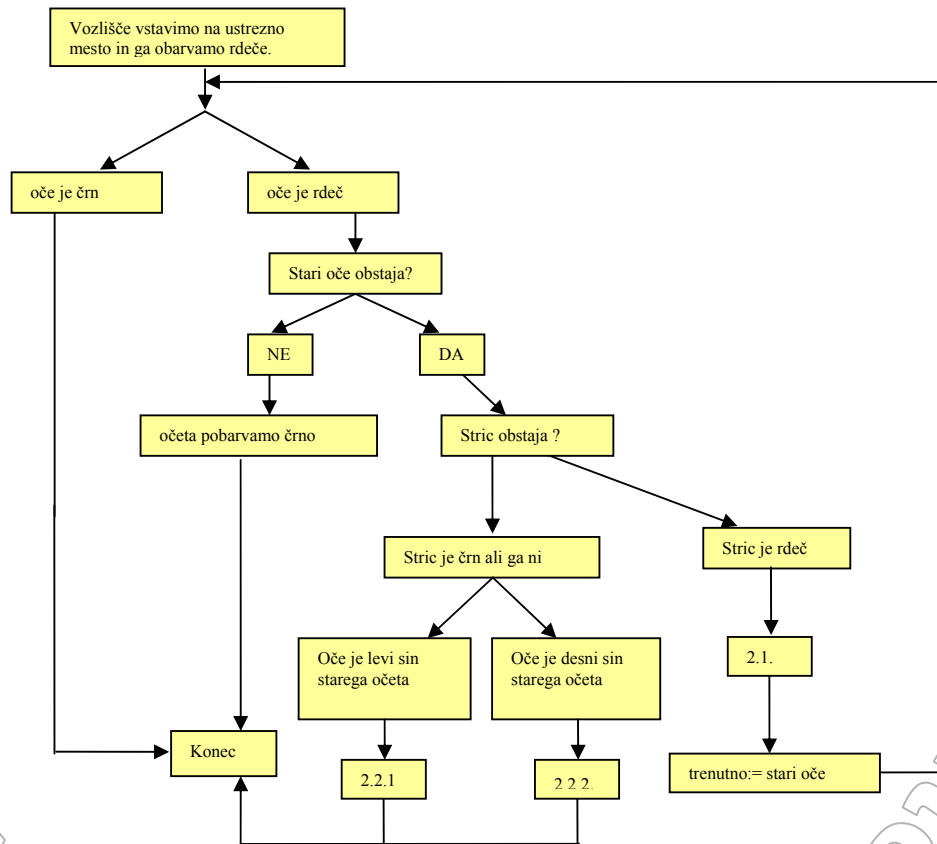 Vozlišče vstavimo na ustrezno
mesto in ga obarvamo rdeče.
oče je črn
oče je rdeč
Stari oče obstaja?
NE
DA
očeta pobarvamo črno
Stric obstaja ?
Stric je črn ali ga ni
Stric je rdeč
Oče je levi sin
starega očeta
Oče je desni sin
starega očeta
2.1.
Konec
2.2.1
2.2.2.
trenutno:= stari oče